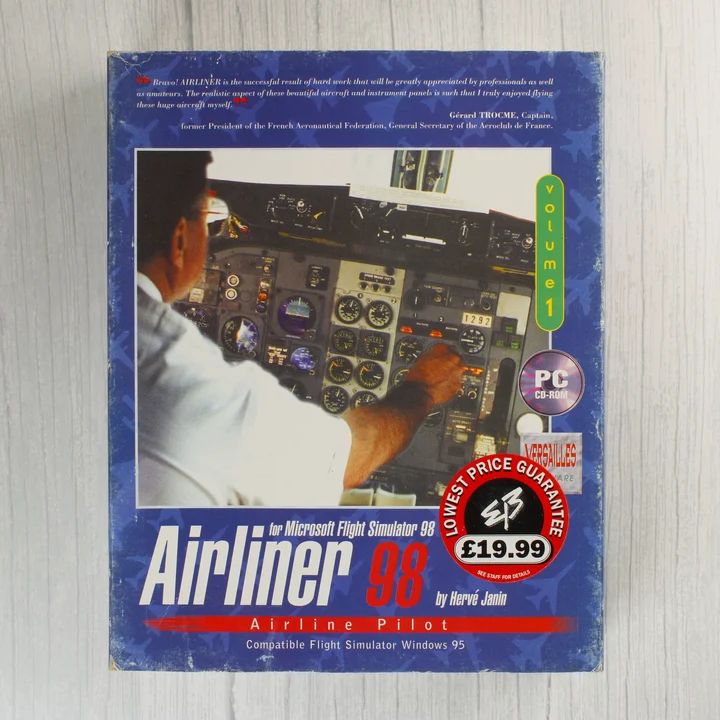 "Bravo! AIRLINER is the successful result of hard work that will be greatly appreciated by professionals as well
as amateurs. The realistic aspect of these beautiful aircraft and instrument panels is such that I truly enjoyed flying
these huge aircraft myself."
Gérard TROCME, Captain,
former President of the French Aeronautical Federation, General Secretary of the Aeroclub de France.
volume 1
1292
PC
CD-ROM
VERSAILLES
LOWEST PRICE GUARANTEE
EB
£19.99
SEE STAFF FOR DETAILS
for Microsoft Flight Simulator 98
Airliner 98
by Hervé Janin
Airline Pilot
Compatible Flight Simulator Windows 95